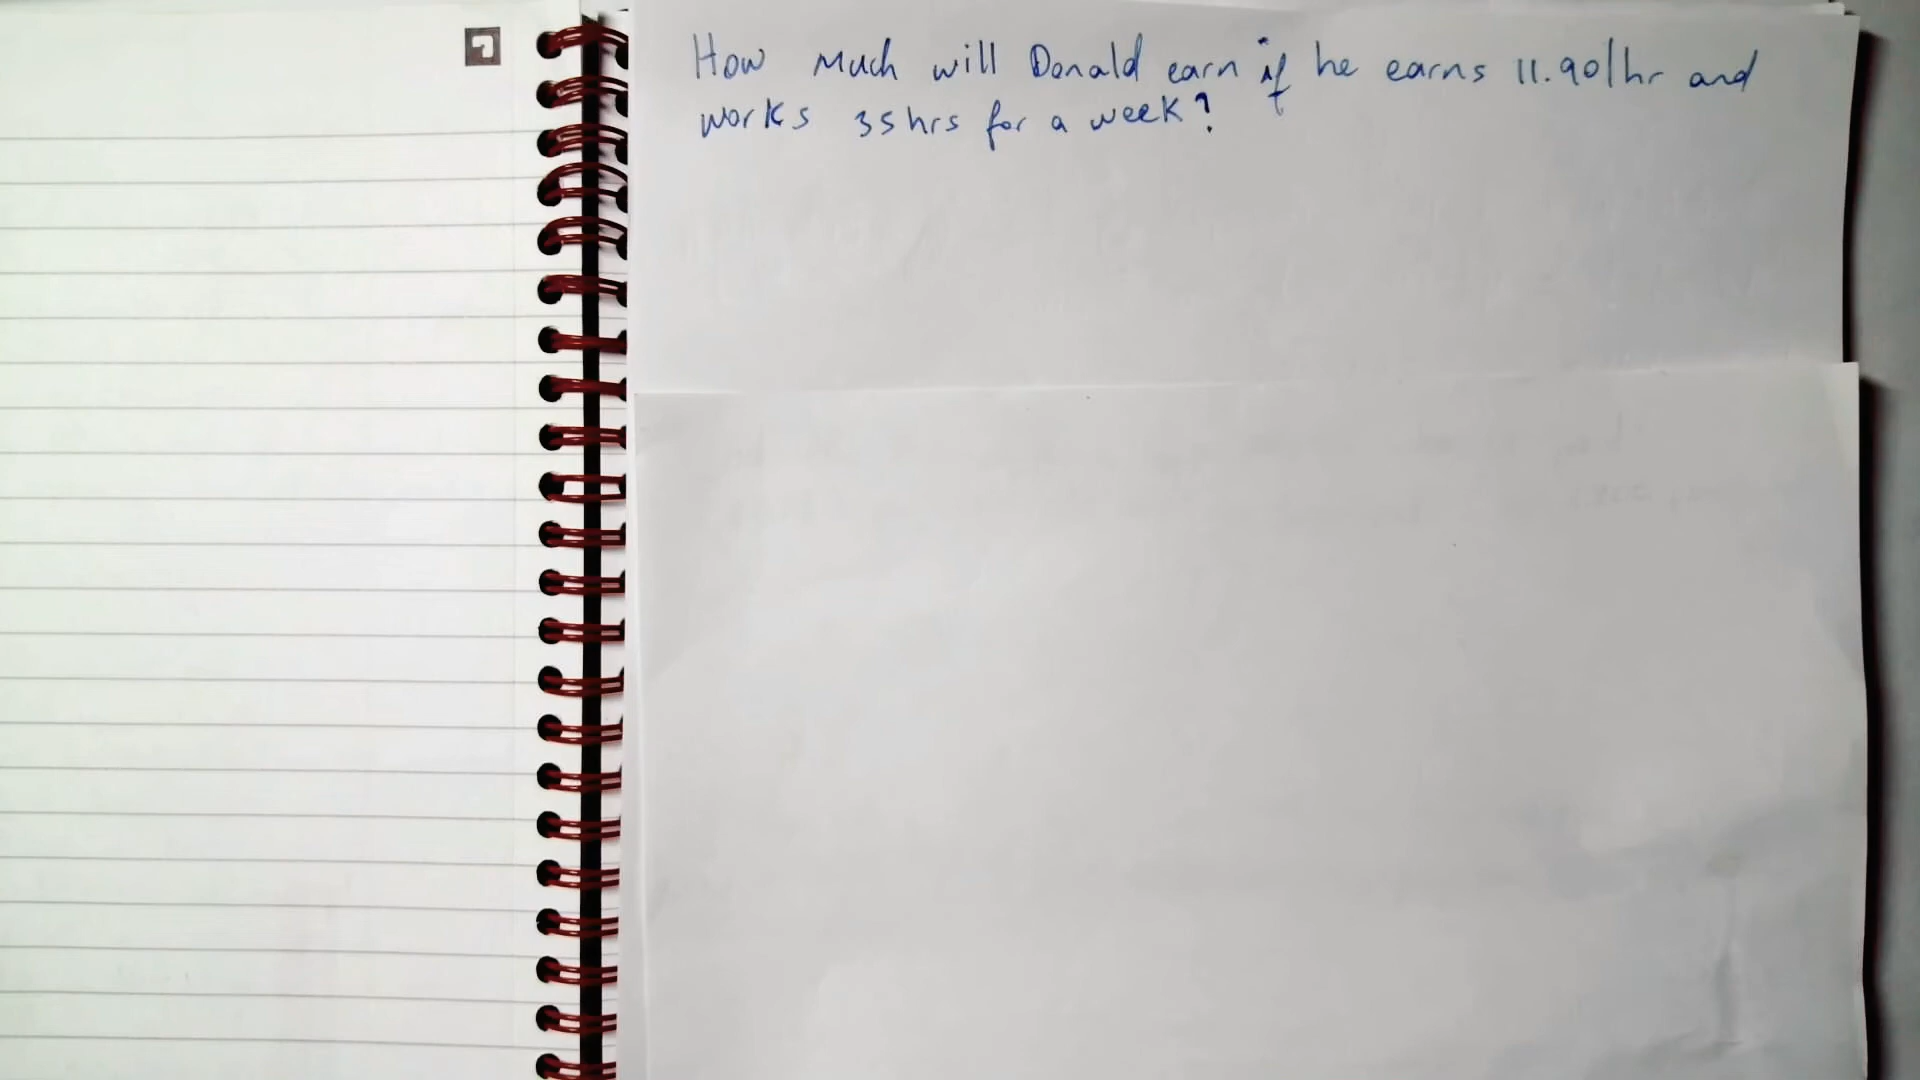 How much will Donald earn if he earns 11.90/hr and
works 35hrs for a week?